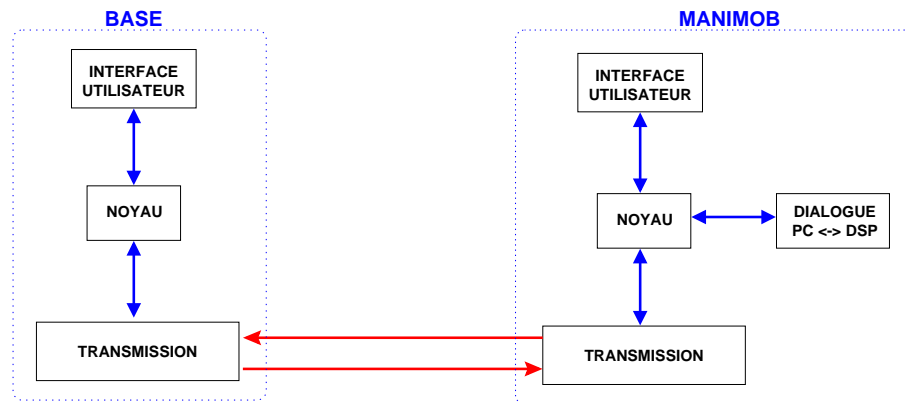 BASE
INTERFACE
UTILISATEUR
NOYAU
TRANSMISSION
MANIMOB
INTERFACE
UTILISATEUR
NOYAU
DIALOGUE
PC <-> DSP
TRANSMISSION